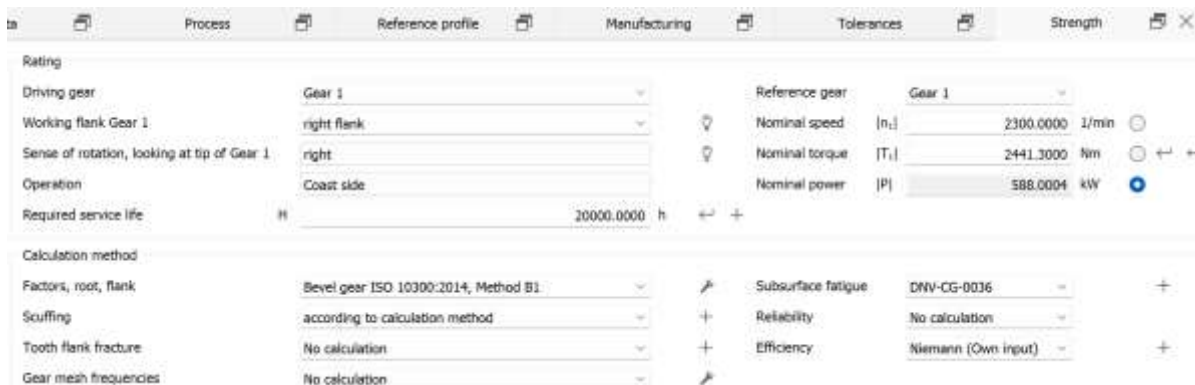 ta Process Reference profile Manufacturing Tolerances Strength
Rating
Driving gear Gear 1 Reference gear Gear 1
Working flank Gear 1 right flank Nominal speed |n₁| 2300.0000 1/min
Sense of rotation, looking at tip of Gear 1 right Nominal torque |T₁| 2441.3000 Nm
Operation Coast side Nominal power |P| 588.0004 kW
Required service life H 20000.0000 h
Calculation method
Factors, root, flank Bevel gear ISO 10300:2014, Method B1 Subsurface fatigue DNV-CG-0036
Scuffing according to calculation method Reliability No calculation
Tooth flank fracture No calculation Efficiency Niemann (Own input)
Gear mesh frequencies No calculation